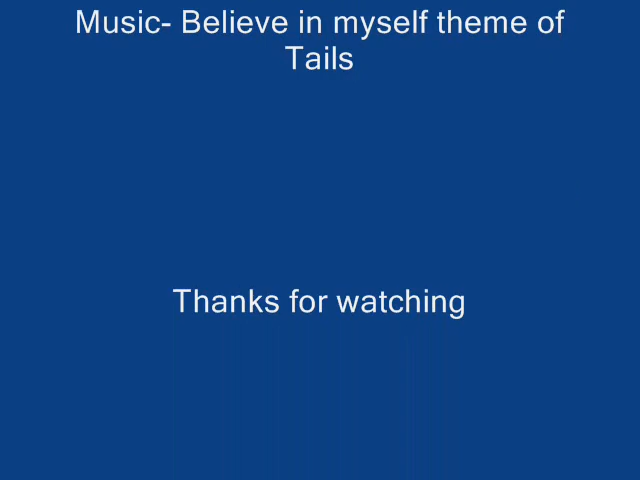 Music- Believe in myself theme of
Tails
Thanks for watching